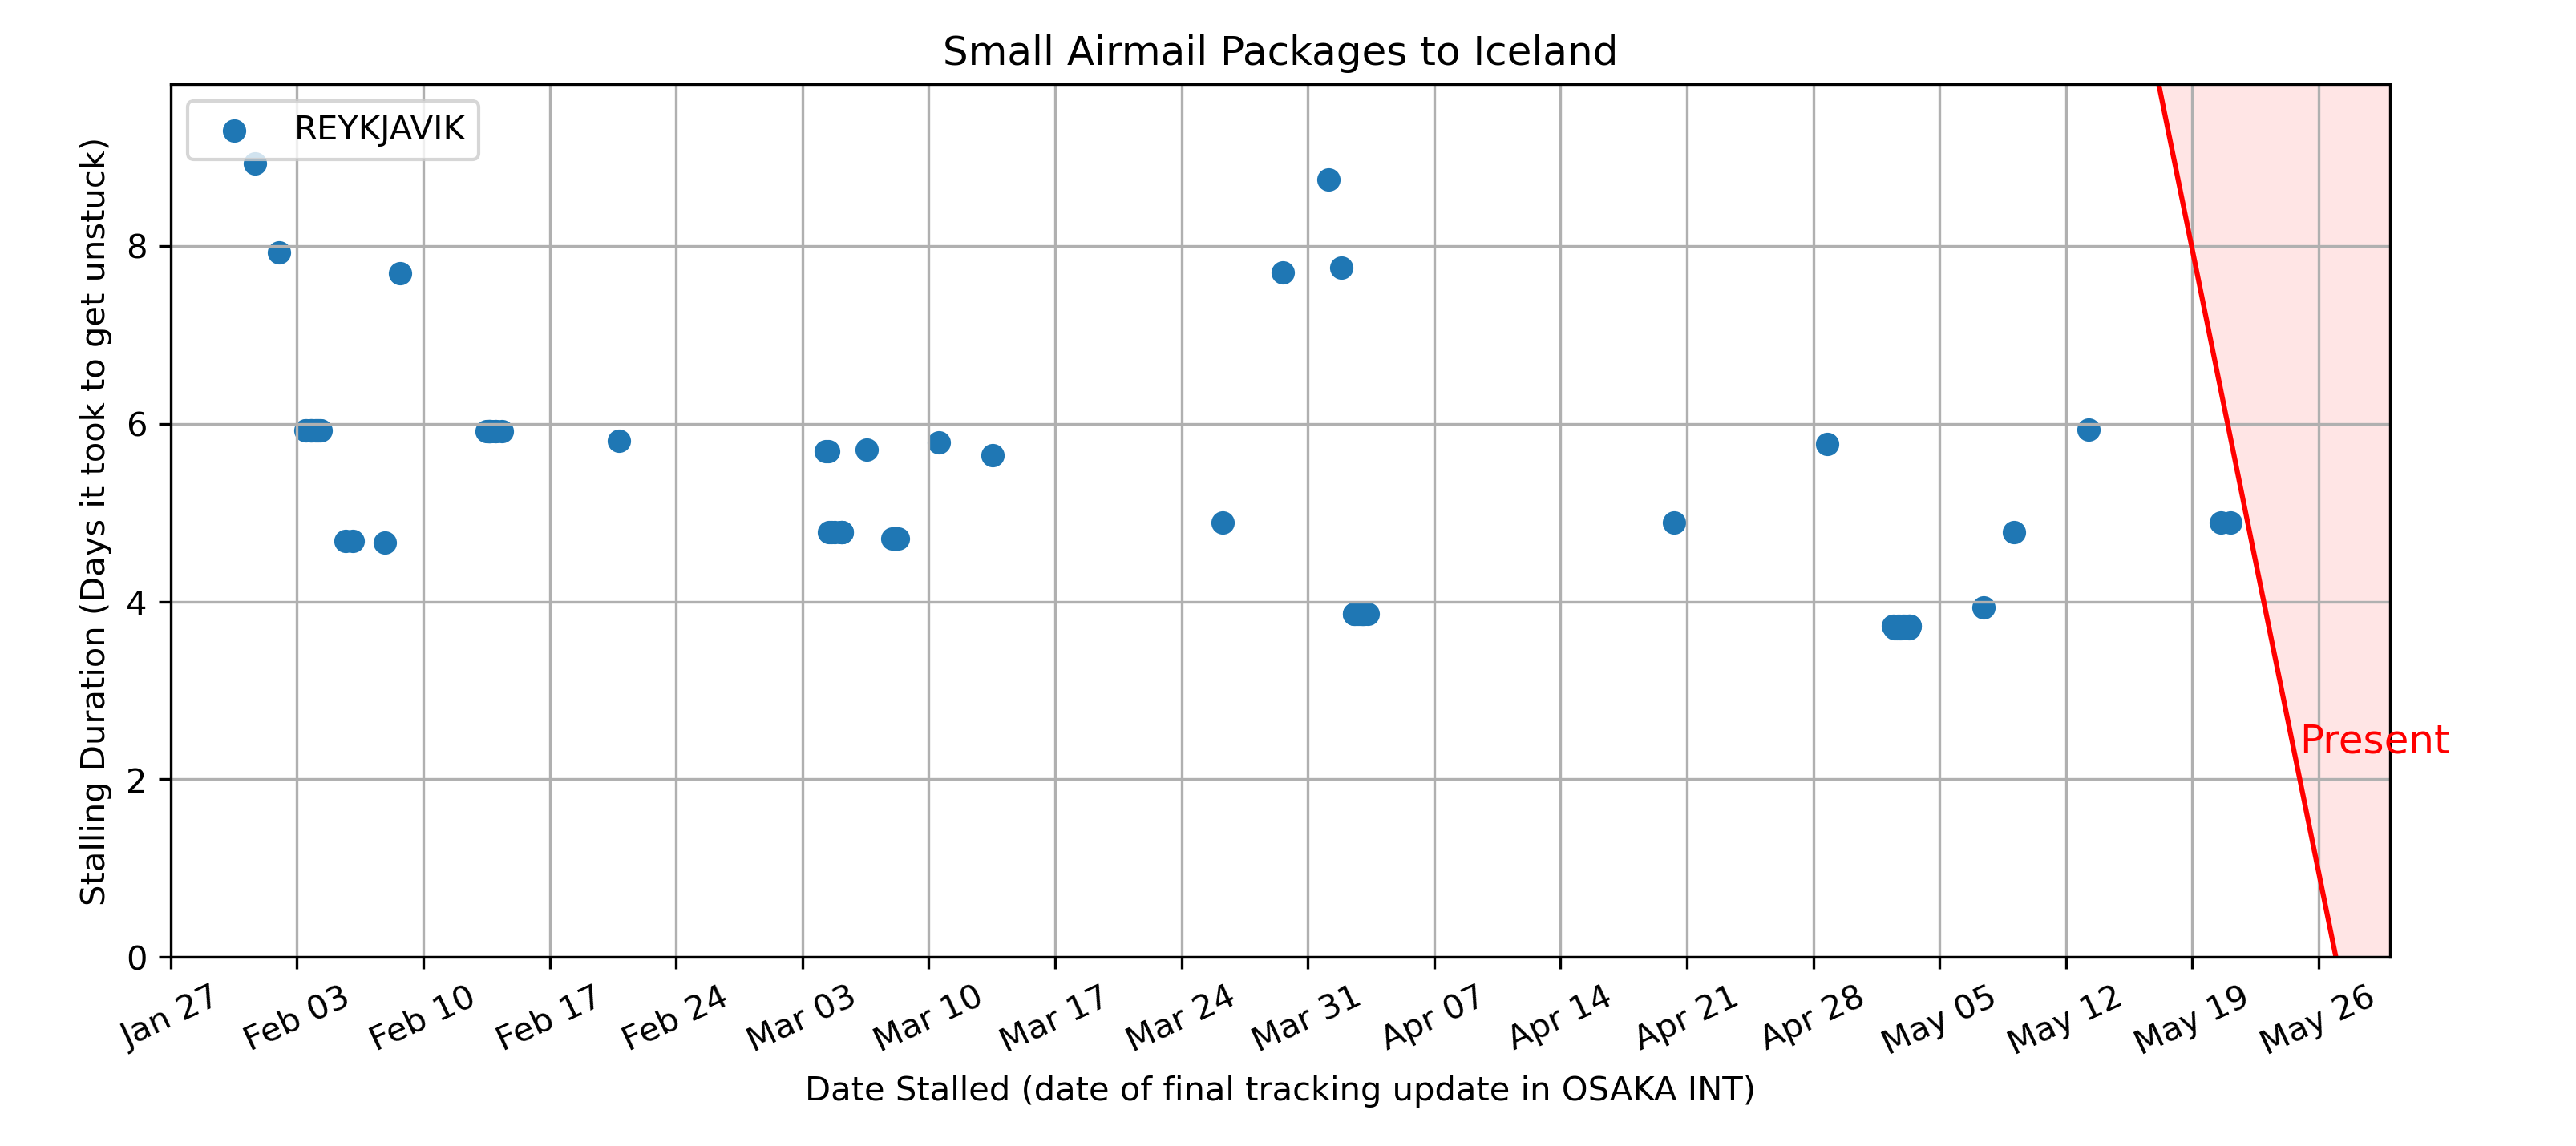 Small Airmail Packages to Iceland
REYKJAVIK
Stalling Duration (Days it took to get unstuck)
8
6
4
2
0
Present
Jan 27
Feb 03
Feb 10
Feb 17
Feb 24
Mar 03
Mar 10
Mar 17
Mar 24
Mar 31
Apr 07
Apr 14
Apr 21
Apr 28
May 05
May 12
May 19
May 26
Date Stalled (date of final tracking update in OSAKA INT)